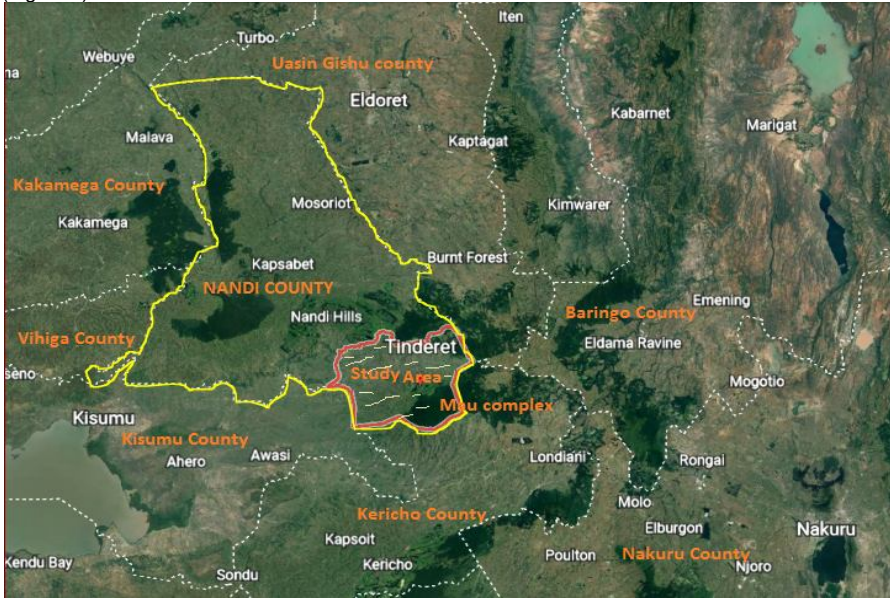 Iten
Turbo
Webuye
Uasin Gishu county
Eldoret
Kabarnet
Marigat
Malava
Kaptagat
Kakamega County
Mosoriot
Kimwarer
Kakamega
Kapsabet
Burnt Forest
NANDI COUNTY
Emening
Baringo County
Nandi Hills
Vihiga County
Tinderet
Eldama Ravine
Study Area
Mogotio
seno
Mau complex
Kisumu
Kisumu County
Awasi
Ahero
Londiani
Rongai
Molo
Kericho County
Elburgon
Nakuru
Kapsoit
Poulton
Nakuru County
Kendu Bay
Kericho
Njoro
Sondu